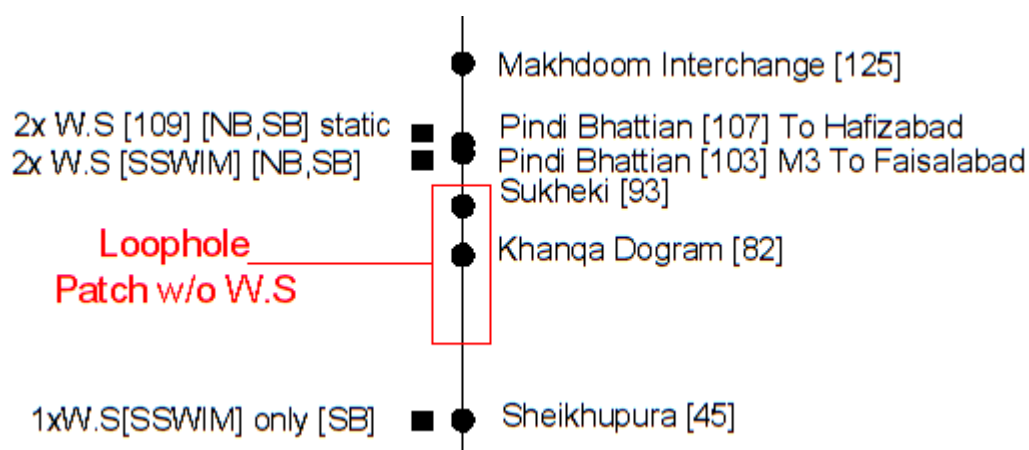 Makhdoom Interchange [125]
2x W.S [109] [NB,SB] static
Pindi Bhattian [107] To Hafizabad
2x W.S [SSWIM] [NB,SB]
Pindi Bhattian [103] M3 To Faisalabad
Sukheki [93]
Loophole
Patch w/o W.S
Khanqa Dogram [82]
1xW.S[SSWIM] only [SB]
Sheikhupura [45]